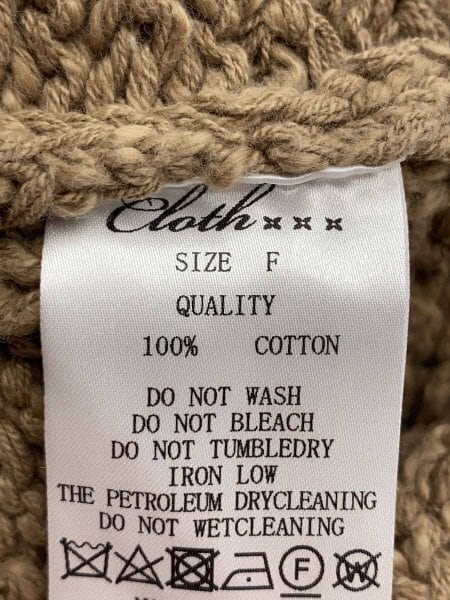 Cloth xxx
SIZE F
QUALITY
100% COTTON
DO NOT WASH
DO NOT BLEACH
DO NOT TUMBLEDRY
IRON LOW
THE PETROLEUM DRYCLEANING
DO NOT WETCLEANING
F W